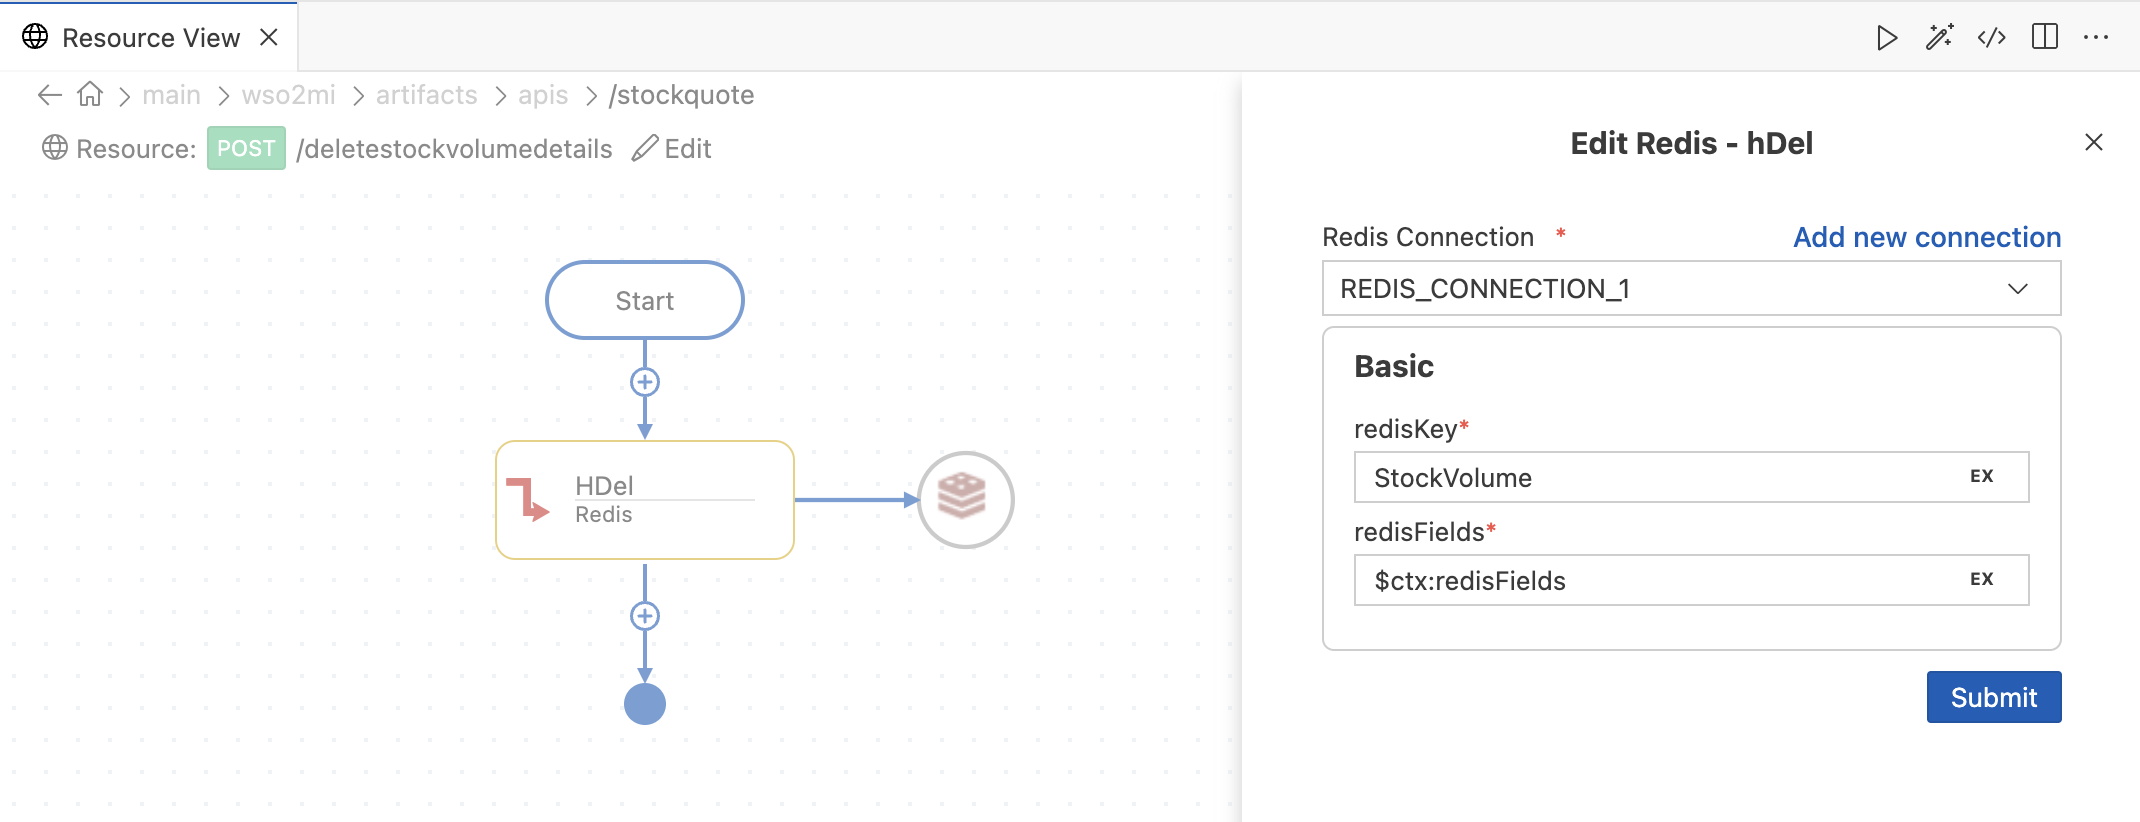 Resource View
main > wso2mi > artifacts > apis > /stockquote
Resource: POST /deletestockvolumedetails Edit
Start
HDel
Redis
Edit Redis - hDel
Redis Connection * Add new connection
REDIS_CONNECTION_1
Basic
redisKey*
StockVolume EX
redisFields*
$ctx:redisFields EX
Submit